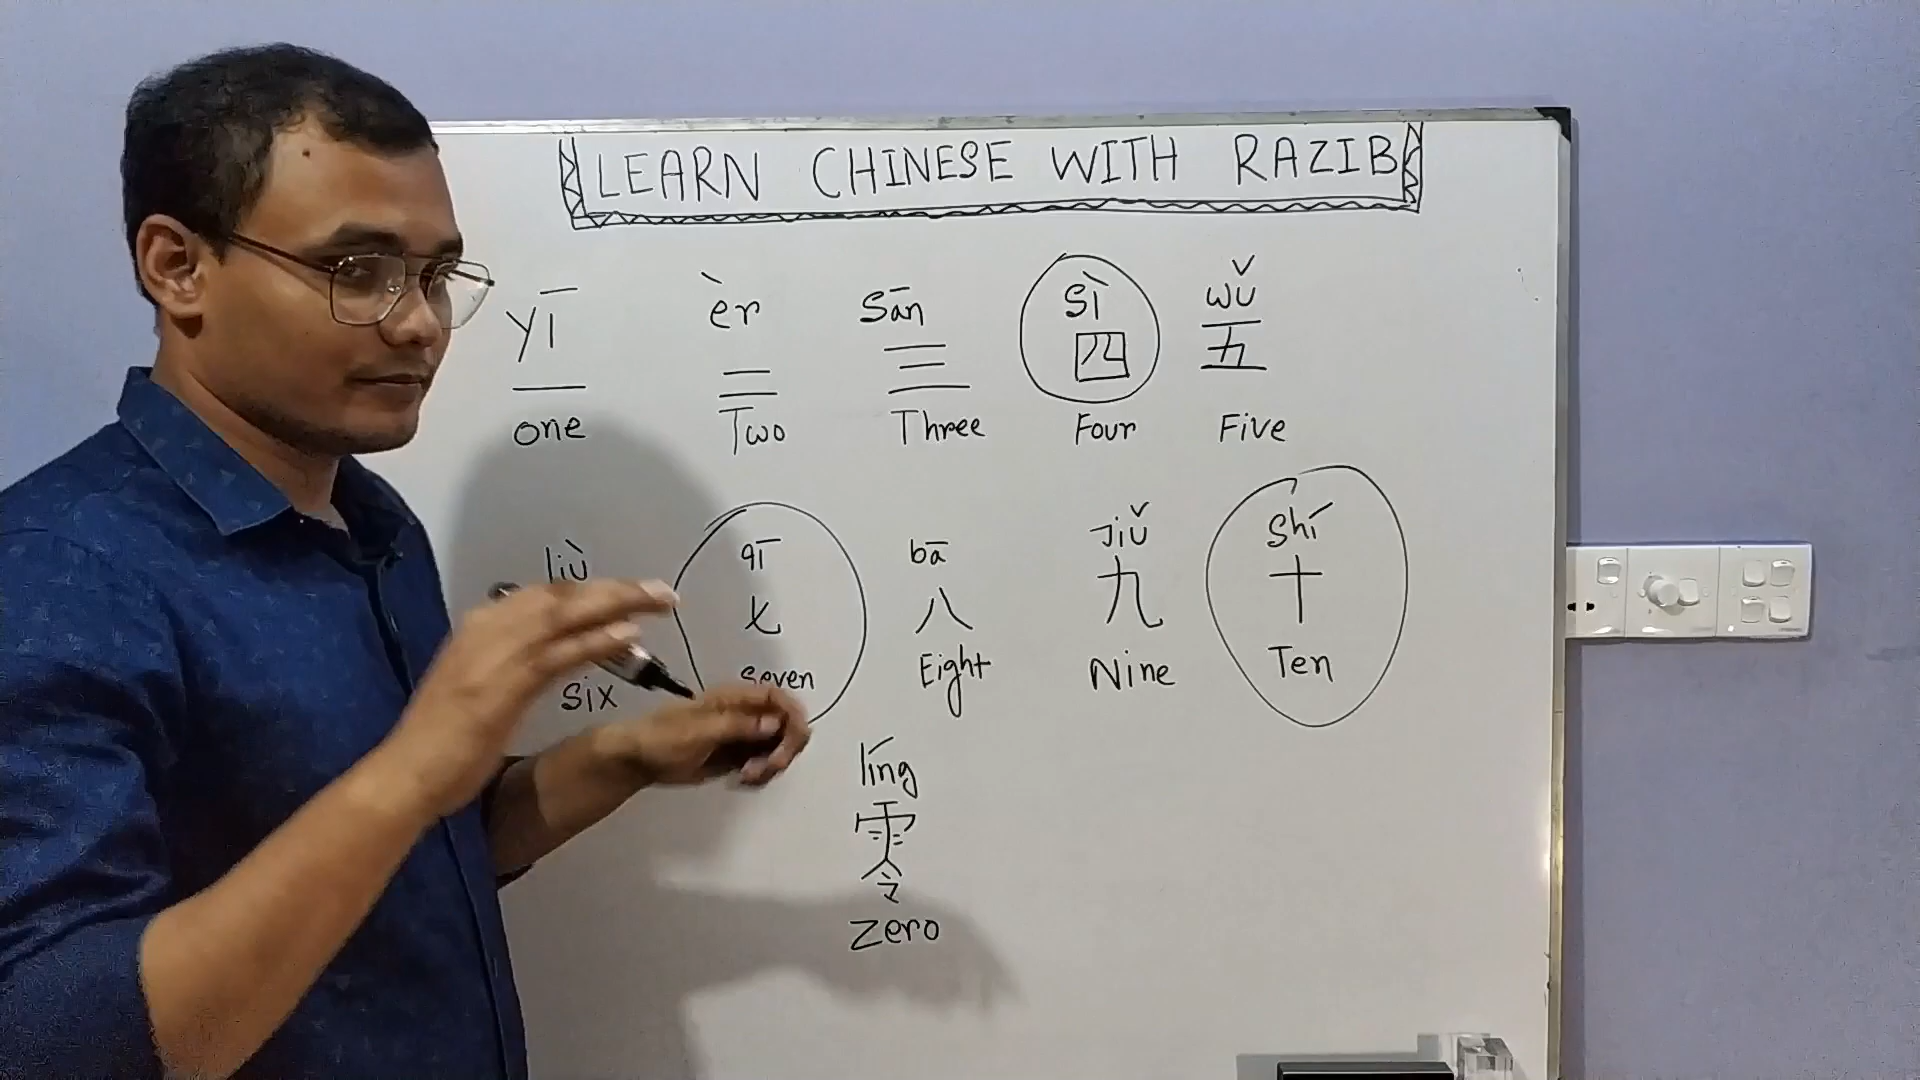 LEARN CHINESE WITH RAZIB
yī èr sān sì wǔ
一 二 三 四 五
one Two Three Four Five
liù qī bā Jiǔ shí
七 八 九 十
six seven Eight Nine Ten
líng
零
zero